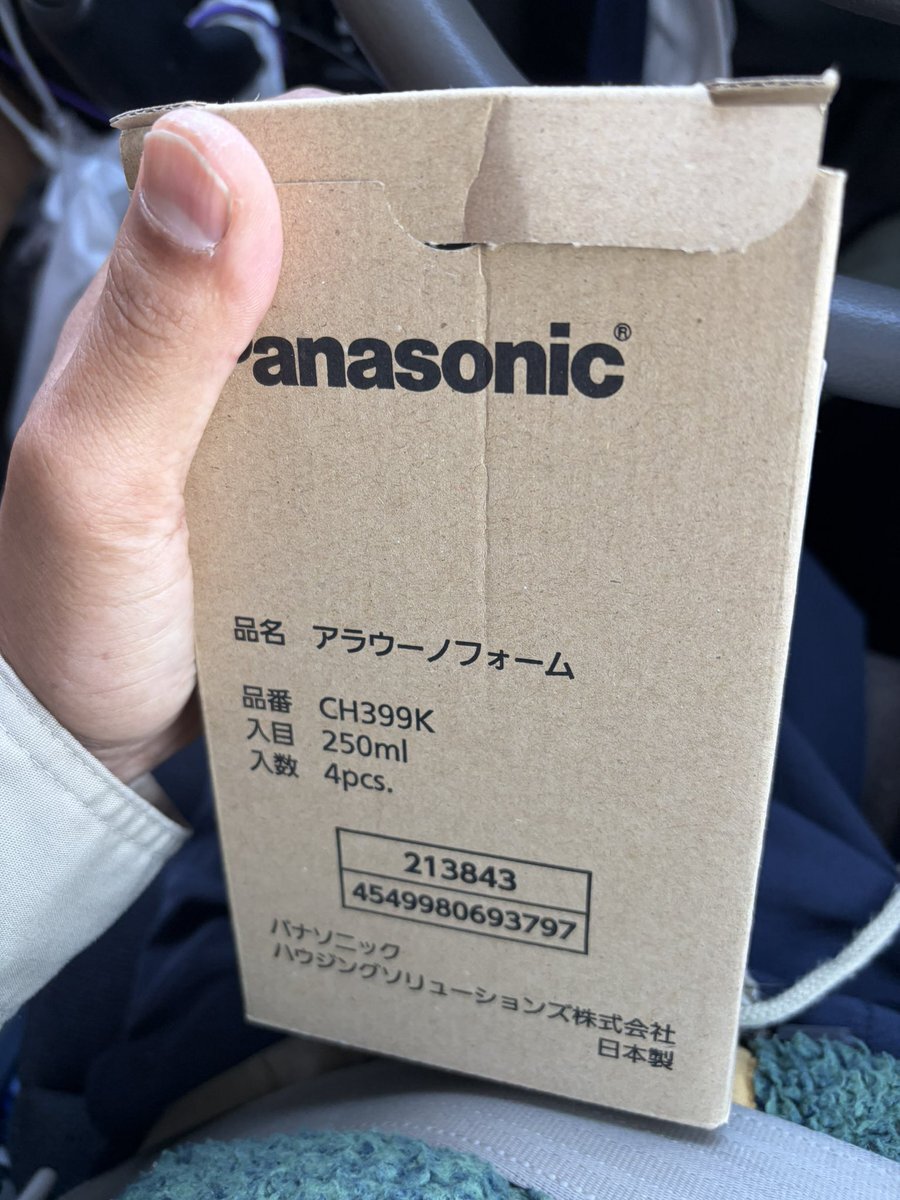 Panasonic®
品名 アラウーノフォーム
品番 CH399K
入目 250ml
入数 4pcs.
213843
4549980693797
パナソニック
ハウジングソリューションズ株式会社
日本製